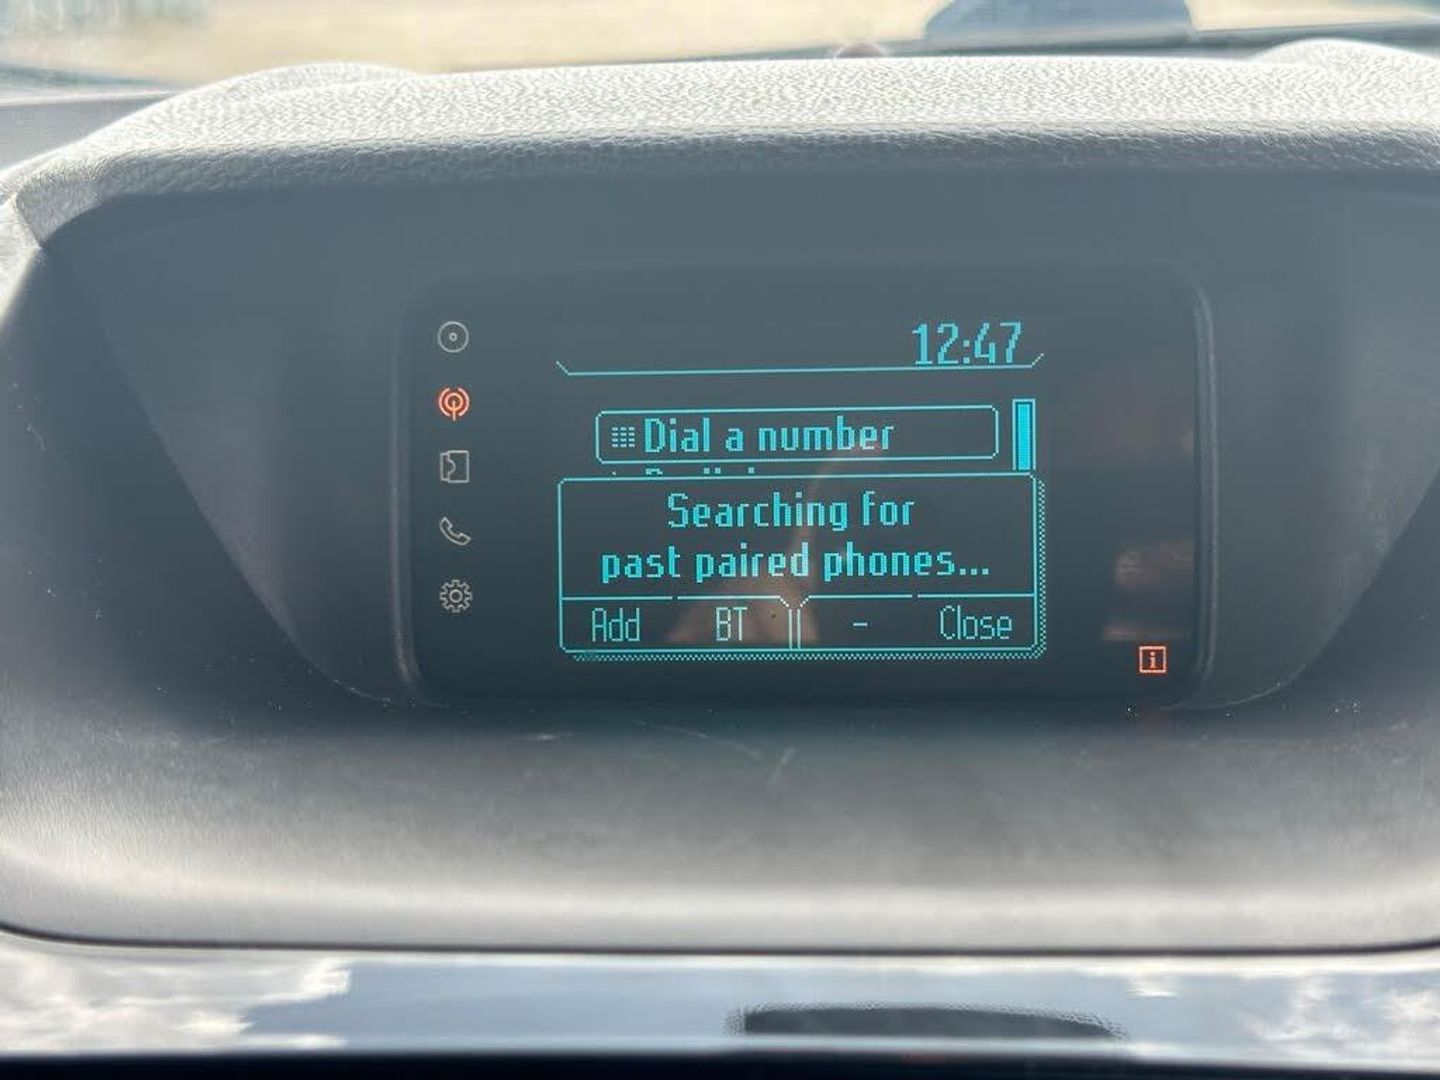 12:47
Dial a number
Searching for
past paired phones...
Add BT - Close
i